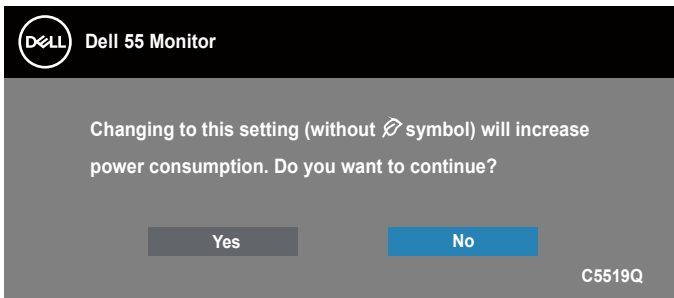 DELL
Dell 55 Monitor
Changing to this setting (without symbol) will increase
power consumption. Do you want to continue?
Yes
No
C5519Q